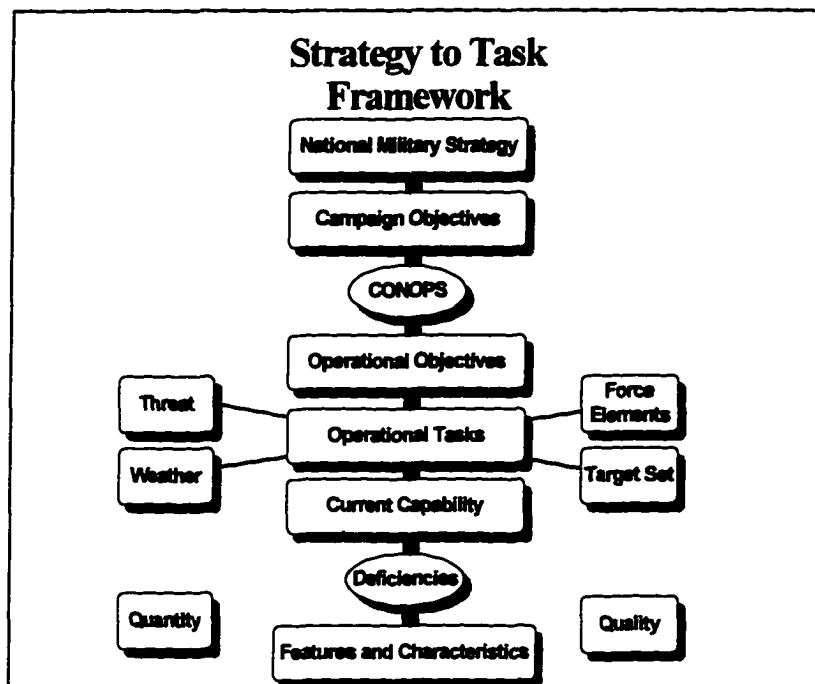 Strategy to Task
Framework
National Military Strategy
Campaign Objectives
CONOPS
Operational Objectives
Threat
Force
Elements
Operational Tasks
Weather
Target Set
Current Capability
Deficiencies
Quantity
Quality
Features and Characteristics